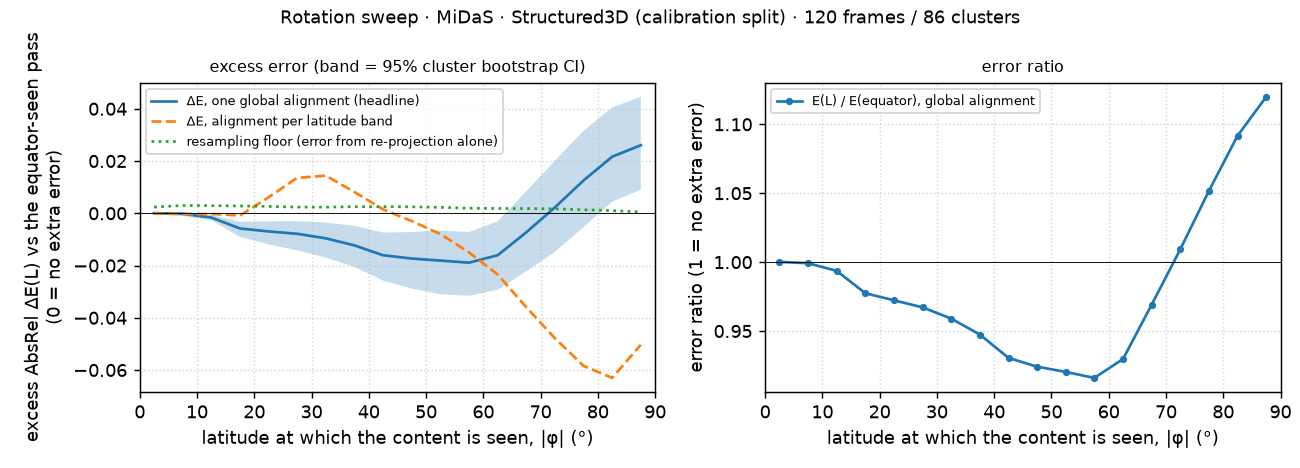 Rotation sweep · MiDaS · Structured3D (calibration split) · 120 frames / 86 clusters
excess error (band = 95% cluster bootstrap CI)
excess AbsRel ΔE(L) vs the equator-seen pass
(0 = no extra error)
0.04
0.02
0.00
−0.02
−0.04
−0.06
ΔE, one global alignment (headline)
ΔE, alignment per latitude band
resampling floor (error from re-projection alone)
0 10 20 30 40 50 60 70 80 90
latitude at which the content is seen, |φ| (°)
error ratio
error ratio (1 = no extra error)
1.10
1.05
1.00
0.95
E(L) / E(equator), global alignment
0 10 20 30 40 50 60 70 80 90
latitude at which the content is seen, |φ| (°)